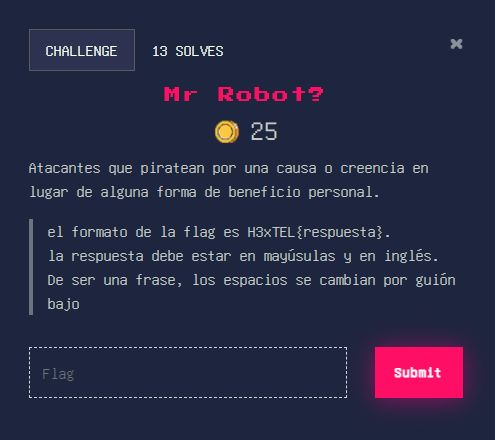 CHALLENGE
13 SOLVES
×
Mr Robot?
25
Atacantes que piratean por una causa o creencia en
lugar de alguna forma de beneficio personal.
el formato de la flag es H3xTEL{respuesta}.
la respuesta debe estar en mayúsulas y en inglés.
De ser una frase, los espacios se cambian por guión
bajo
Flag
Submit